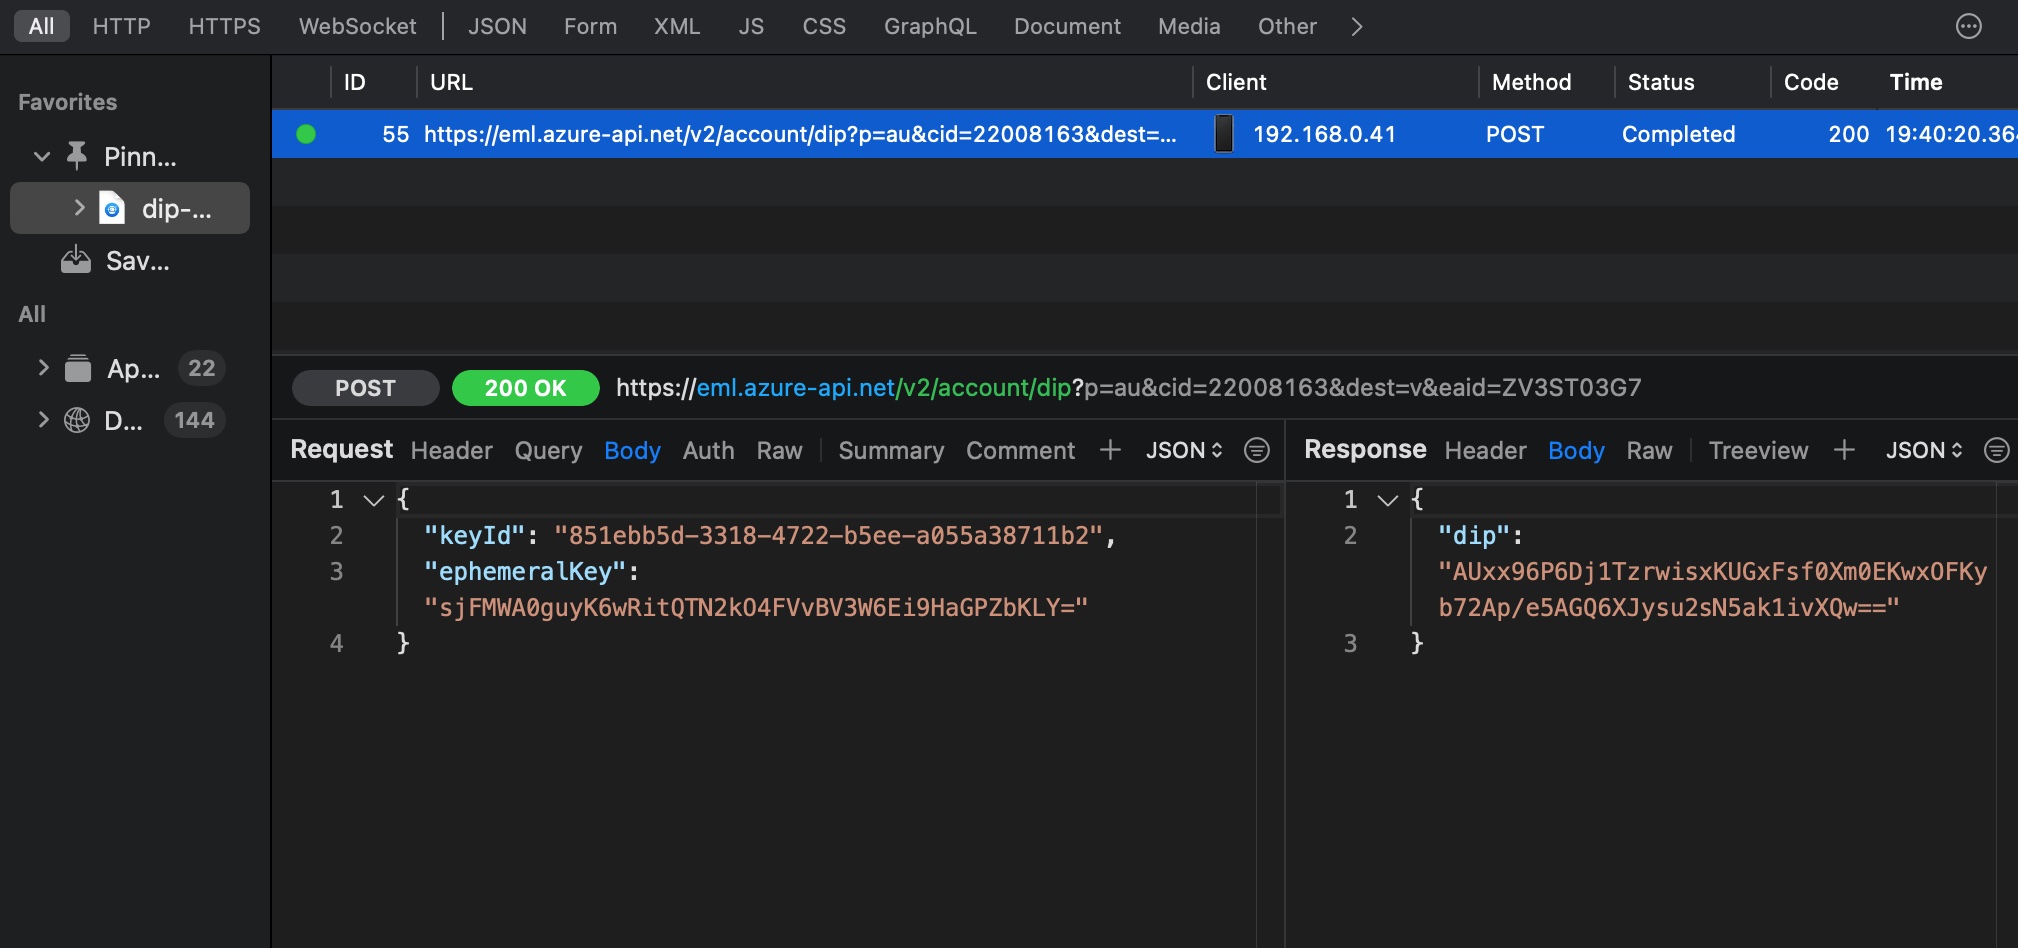 All HTTP HTTPS WebSocket JSON Form XML JS CSS GraphQL Document Media Other
Favorites
Pinn...
dip-...
Sav...
All
Ap... 22
D... 144
ID URL Client Method Status Code Time
55 https://eml.azure-api.net/v2/account/dip?p=au&cid=22008163&dest=... 192.168.0.41 POST Completed 200 19:40:20.364
POST 200 OK https://eml.azure-api.net/v2/account/dip?p=au&cid=22008163&dest=v&eaid=ZV3ST03G7
Request Header Query Body Auth Raw Summary Comment + JSON
1 {
2 "keyId": "851ebb5d-3318-4722-b5ee-a055a38711b2",
3 "ephemeralKey":
"sjFMWA0guyK6wRitQTN2kO4FVvBV3W6Ei9HaGPZbKLY="
4 }
Response Header Body Raw Treeview + JSON
1 {
2 "dip":
"AUxx96P6Dj1TzrwisxKUGxFsf0Xm0EKwxOFKy
b72Ap/e5AGQ6XJysu2sN5ak1ivXQw=="
3 }